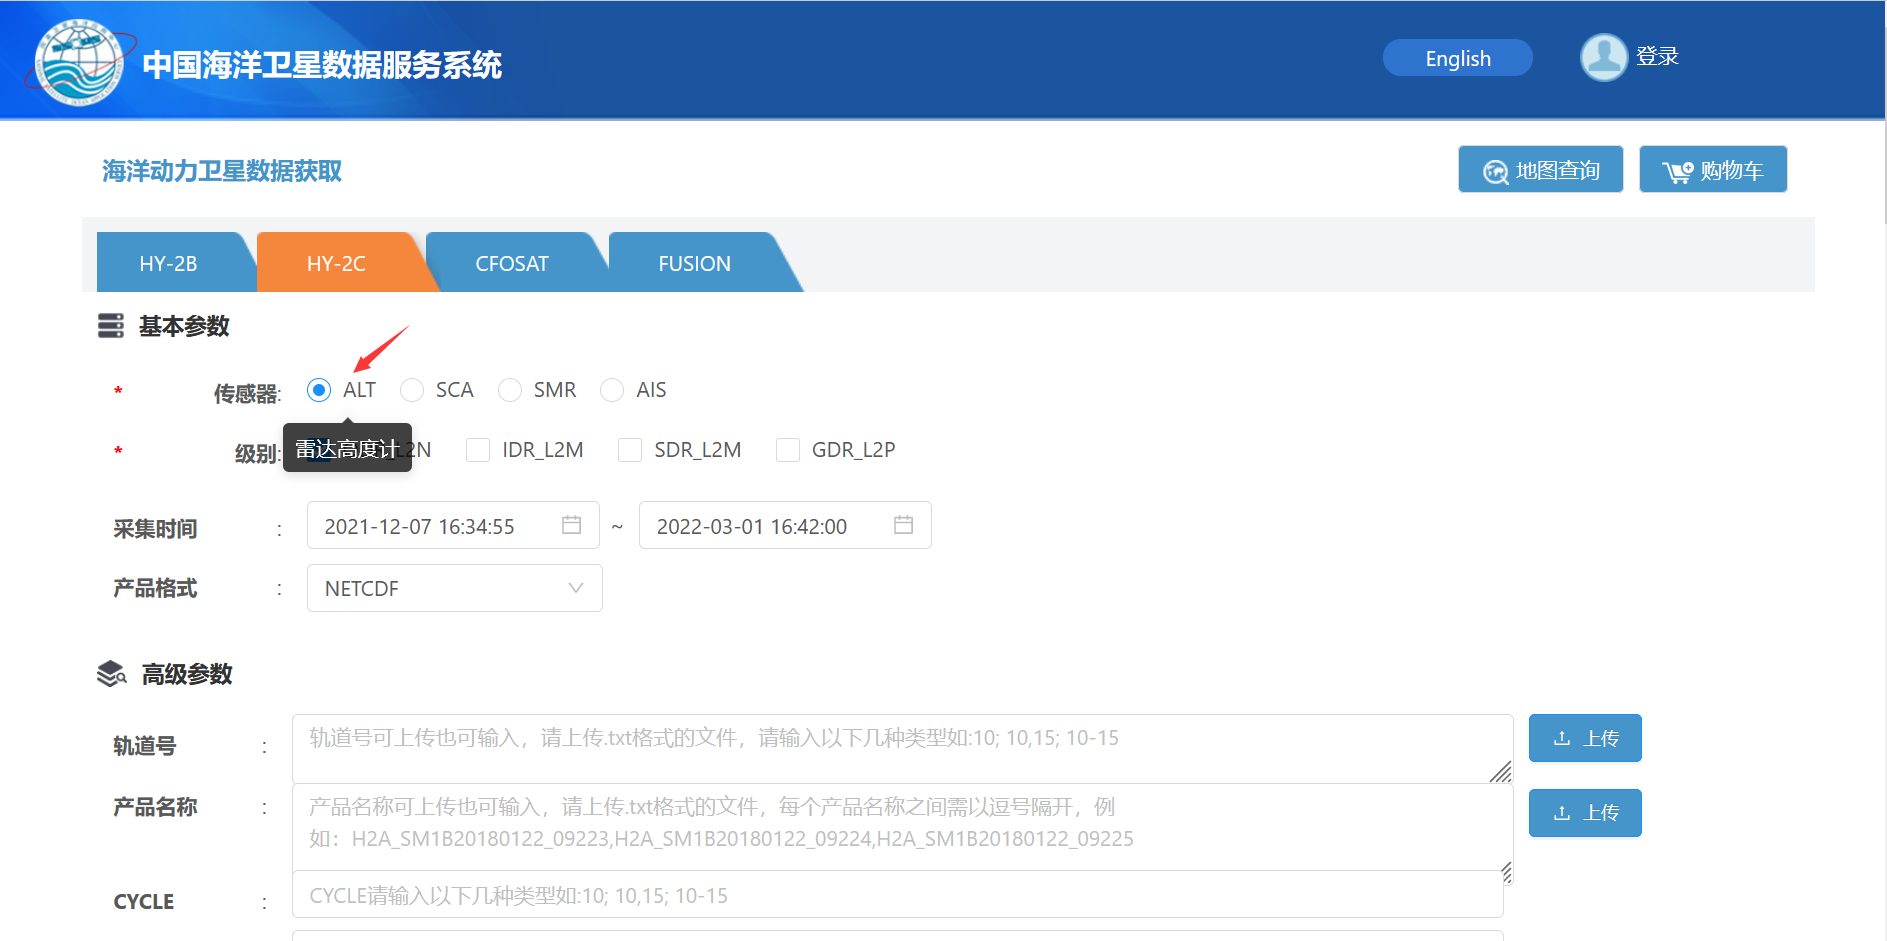 中国海洋卫星数据服务系统
English
登录
海洋动力卫星数据获取
地图查询
购物车
HY-2B
HY-2C
CFOSAT
FUSION
基本参数
* 传感器: ALT SCA SMR AIS
雷达高度计
* 级别: L2N IDR_L2M SDR_L2M GDR_L2P
采集时间 : 2021-12-07 16:34:55 ~ 2022-03-01 16:42:00
产品格式 : NETCDF
高级参数
轨道号 : 轨道号可上传也可输入，请上传.txt格式的文件，请输入以下几种类型如:10; 10,15; 10-15
上传
产品名称 : 产品名称可上传也可输入，请上传.txt格式的文件，每个产品名称之间需以逗号隔开，例
如：H2A_SM1B20180122_09223,H2A_SM1B20180122_09224,H2A_SM1B20180122_09225
上传
CYCLE : CYCLE请输入以下几种类型如:10; 10,15; 10-15